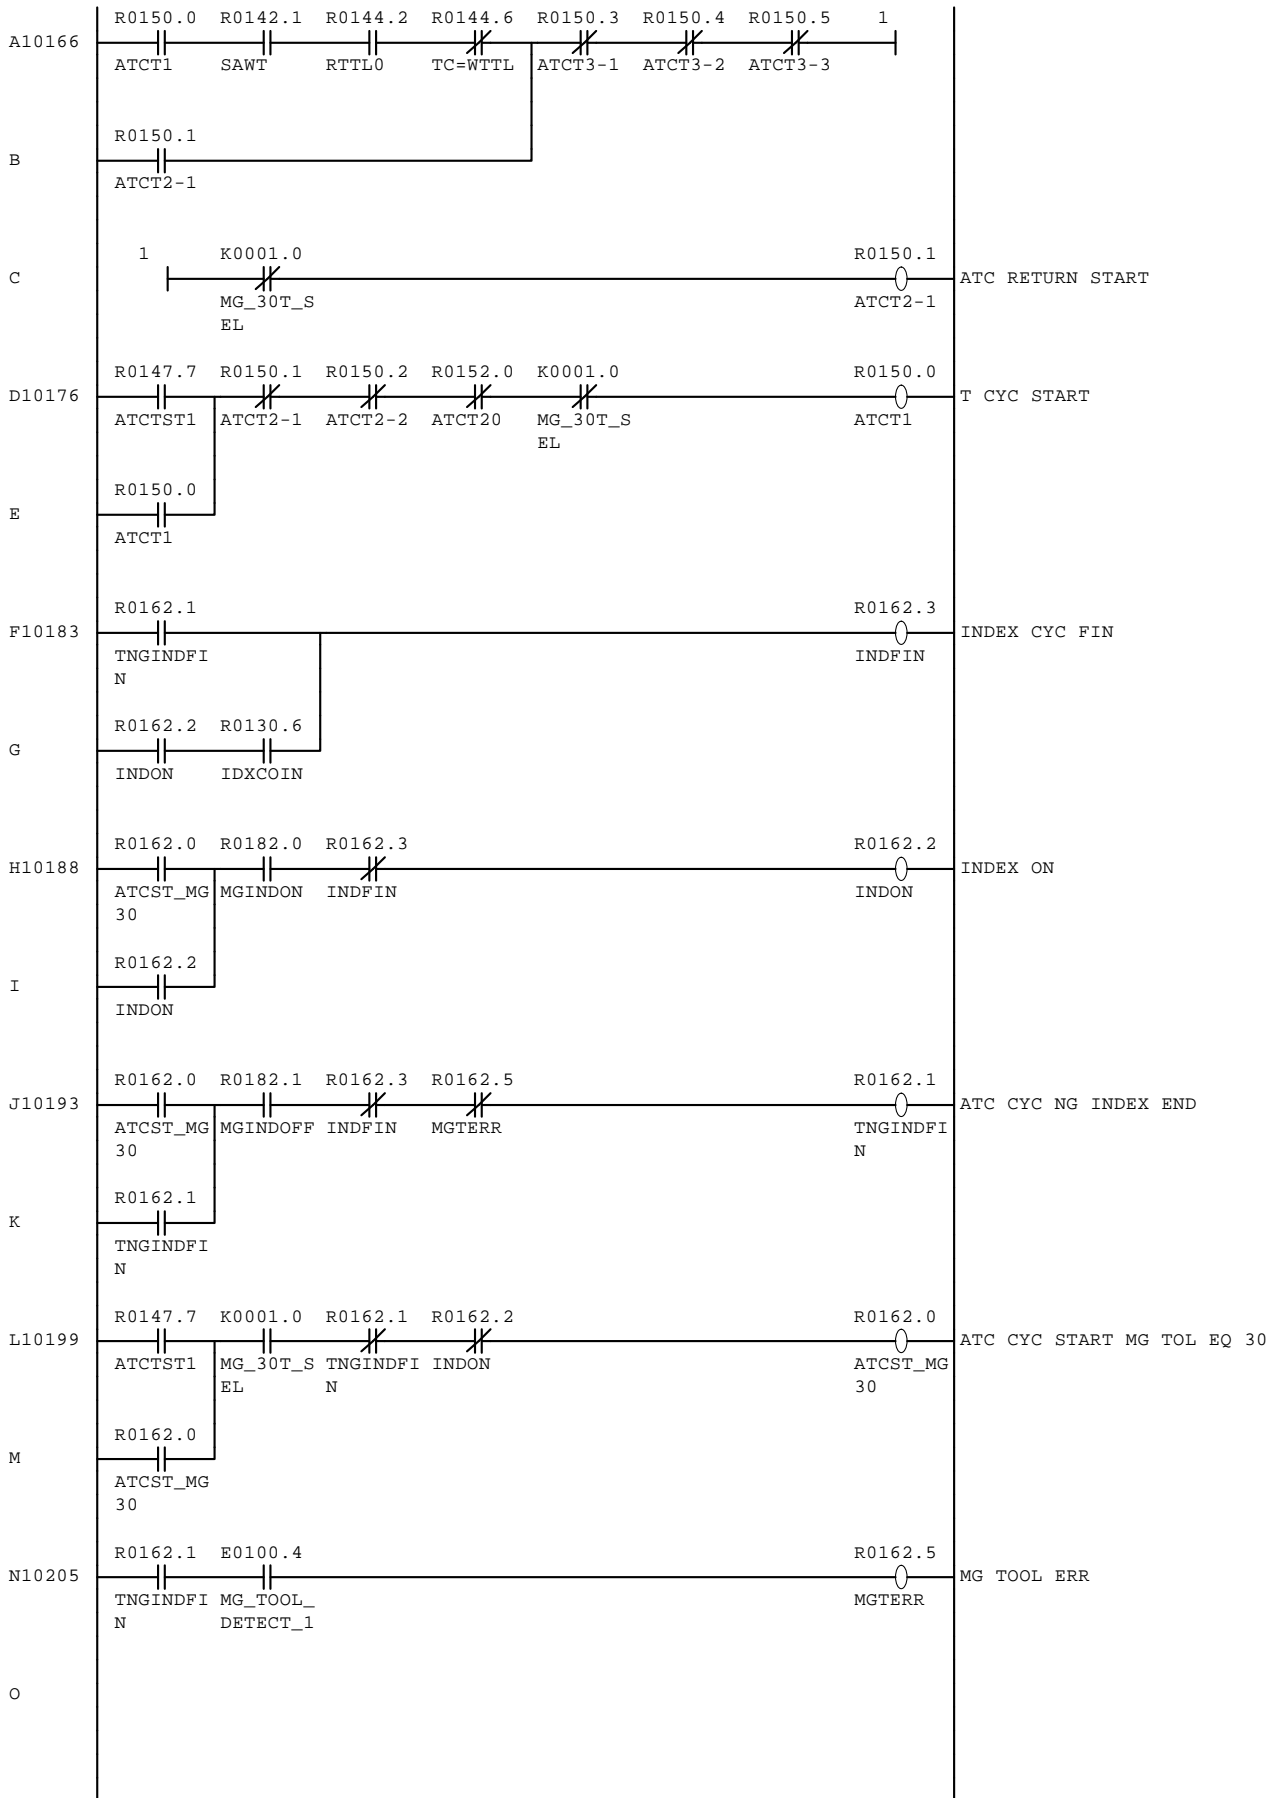 R0150.0 R0142.1 R0144.2 R0144.6 R0150.3 R0150.4 R0150.5 1
A10166
ATCT1 SAWT RTTL0 TC=WTTL ATCT3-1 ATCT3-2 ATCT3-3
R0150.1
B
ATCT2-1
1 K0001.0 R0150.1
C ATC RETURN START
MG_30T_S ATCT2-1
EL
R0147.7 R0150.1 R0150.2 R0152.0 K0001.0 R0150.0
D10176 T CYC START
ATCTST1 ATCT2-1 ATCT2-2 ATCT20 MG_30T_S ATCT1
EL
R0150.0
E
ATCT1
R0162.1 R0162.3
F10183 INDEX CYC FIN
TNGINDFI INDFIN
N
R0162.2 R0130.6
G
INDON IDXCOIN
R0162.0 R0182.0 R0162.3 R0162.2
H10188 INDEX ON
ATCST_MG MGINDON INDFIN INDON
30
R0162.2
I
INDON
R0162.0 R0182.1 R0162.3 R0162.5 R0162.1
J10193 ATC CYC NG INDEX END
ATCST_MG MGINDOFF INDFIN MGTERR TNGINDFI
30 N
R0162.1
K
TNGINDFI
N
R0147.7 K0001.0 R0162.1 R0162.2 R0162.0
L10199 ATC CYC START MG TOL EQ 30
ATCTST1 MG_30T_S TNGINDFI INDON ATCST_MG
EL N 30
R0162.0
M
ATCST_MG
30
R0162.1 E0100.4 R0162.5
N10205 MG TOOL ERR
TNGINDFI MG_TOOL_ MGTERR
N DETECT_1
O